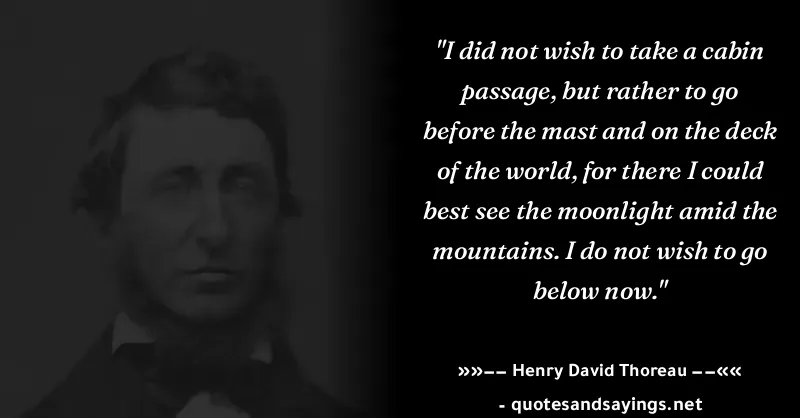 "I did not wish to take a cabin
passage, but rather to go
before the mast and on the deck
of the world, for there I could
best see the moonlight amid the
mountains. I do not wish to go
below now."
»»−− Henry David Thoreau −−««
- quotesandsayings.net